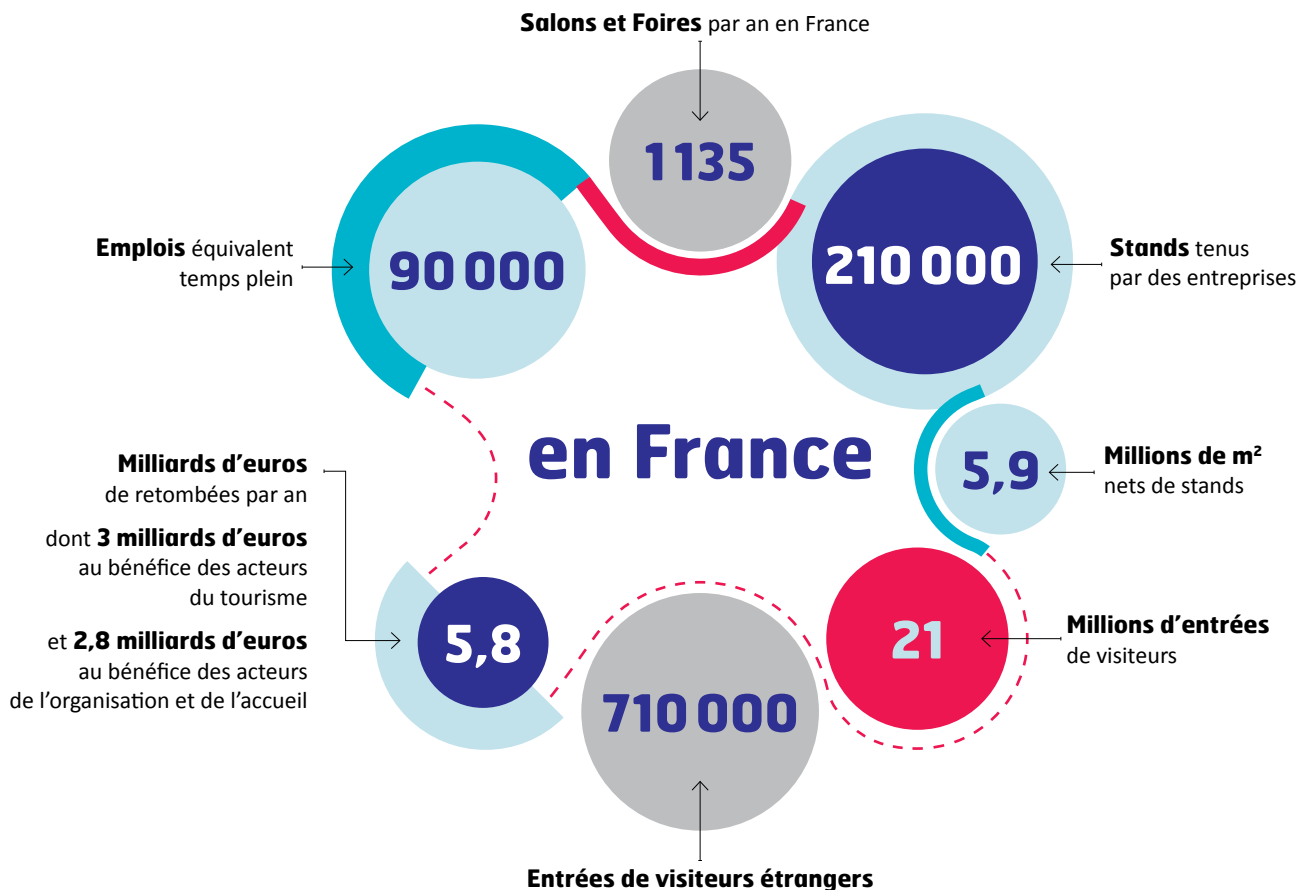 Salons et Foires par an en France
1 135
Emplois équivalent
temps plein
90 000
210 000
Stands tenus
par des entreprises
en France
5,9
Millions de m²
nets de stands
Milliards d'euros
de retombées par an
dont 3 milliards d'euros
au bénéfice des acteurs
du tourisme
et 2,8 milliards d'euros
au bénéfice des acteurs
de l'organisation et de l'accueil
5,8
21
Millions d'entrées
de visiteurs
710 000
Entrées de visiteurs étrangers